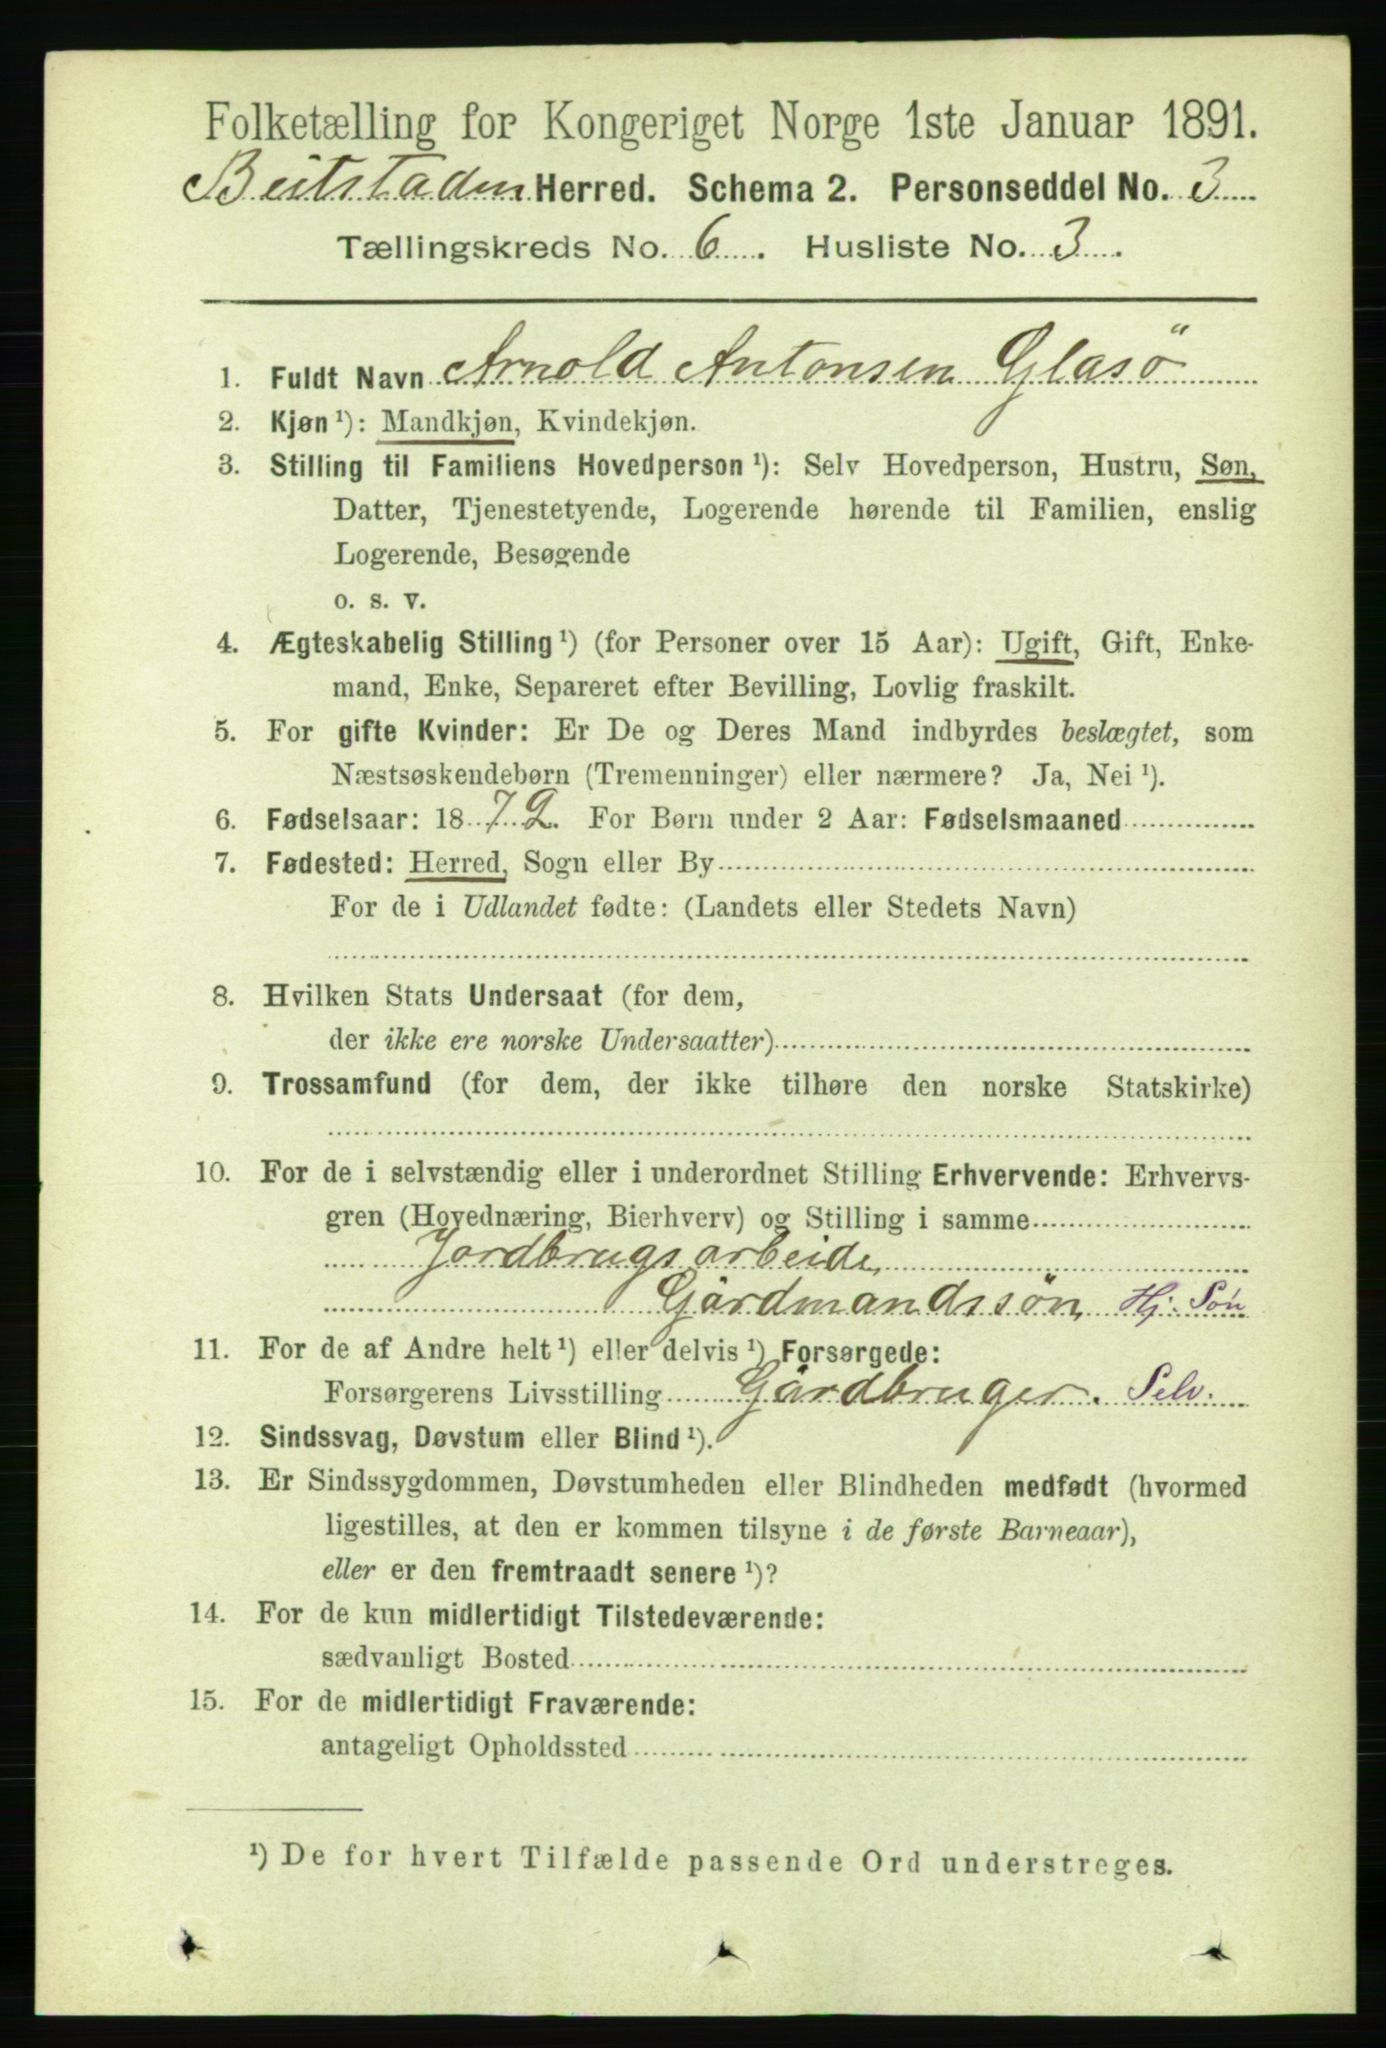 Folketælling for Kongeriget Norge 1ste Januar 1891.
Beitstaden Herred. Schema 2. Personseddel No. 3
Tællingskreds No. 6. Husliste No. 3.
1. Fuldt Navn Arnold Antonsen Glasö
2. Kjøn ¹): Mandkjøn, Kvindekjøn.
3. Stilling til Familiens Hovedperson ¹): Selv Hovedperson, Hustru, Søn,
Datter, Tjenestetyende, Logerende hørende til Familien, enslig
Logerende, Besøgende
o. s. v.
4. Ægteskabelig Stilling ¹) (for Personer over 15 Aar): Ugift, Gift, Enke-
mand, Enke, Separeret efter Bevilling, Lovlig fraskilt.
5. For gifte Kvinder: Er De og Deres Mand indbyrdes beslægtet, som
Næstsøskendebørn (Tremenninger) eller nærmere? Ja, Nei ¹).
6. Fødselsaar: 1872. For Børn under 2 Aar: Fødselsmaaned
7. Fødested: Herred, Sogn eller By
For de i Udlandet fødte: (Landets eller Stedets Navn)
8. Hvilken Stats Undersaat (for dem,
der ikke ere norske Undersaatter)
9. Trossamfund (for dem, der ikke tilhøre den norske Statskirke)
10. For de i selvstændig eller i underordnet Stilling Erhvervende: Erhvervs-
gren (Hovednæring, Bierhverv) og Stilling i samme
Jordbrugsarbeide
Gårdmandssön Hj. Søn
11. For de af Andre helt ¹) eller delvis ¹) Forsørgede:
Forsørgerens Livsstilling Gårdbruger. Selv.
12. Sindssvag, Døvstum eller Blind ¹).
13. Er Sindssygdommen, Døvstumheden eller Blindheden medfødt (hvormed
ligestilles, at den er kommen tilsyne i de første Barneaar),
eller er den fremtraadt senere ¹)?
14. For de kun midlertidigt Tilstedeværende:
sædvanligt Bosted
15. For de midlertidigt Fraværende:
antageligt Opholdssted
¹) De for hvert Tilfælde passende Ord understreges.